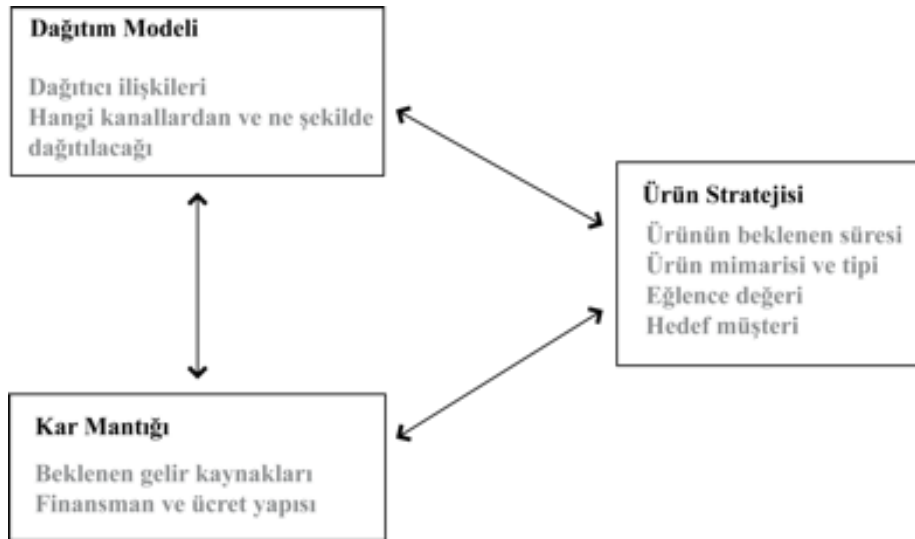 Dağıtım Modeli
Dağıtıcı ilişkileri
Hangi kanallardan ve ne şekilde
dağıtılacağı
Ürün Stratejisi
Ürünün beklenen süresi
Ürün mimarisi ve tipi
Eğlence değeri
Hedef müşteri
Kar Mantığı
Beklenen gelir kaynakları
Finansman ve ücret yapısı